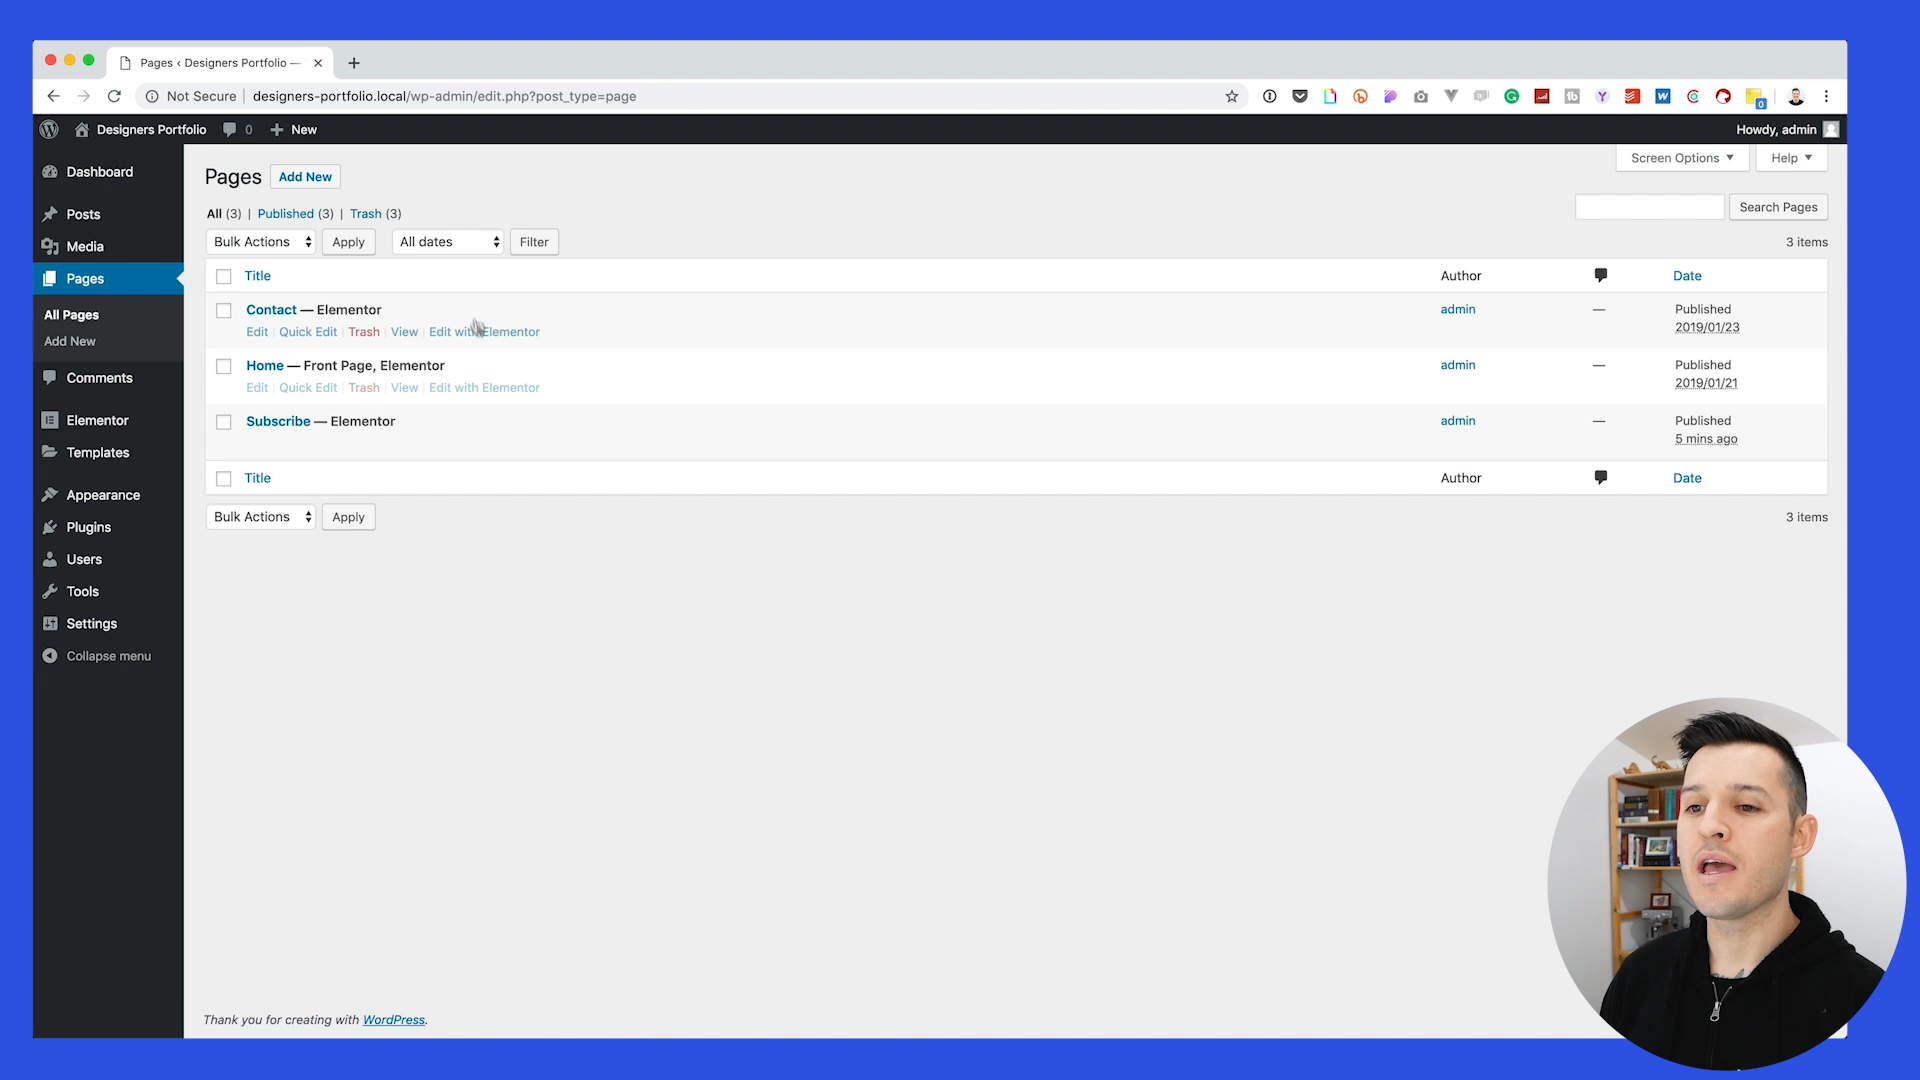 Pages ‹ Designers Portfolio —
Not Secure designers-portfolio.local/wp-admin/edit.php?post_type=page
Designers Portfolio 0 New Howdy, admin
Screen Options Help
Dashboard
Posts
Media
Pages
All Pages
Add New
Comments
Elementor
Templates
Appearance
Plugins
Users
Tools
Settings
Collapse menu
Pages Add New
All (3) | Published (3) | Trash (3)
Search Pages
Bulk Actions Apply All dates Filter 3 items
Title Author Date
Contact — Elementor admin — Published
2019/01/23
Edit | Quick Edit | Trash | View | Edit with Elementor
Home — Front Page, Elementor admin — Published
2019/01/21
Edit | Quick Edit | Trash | View | Edit with Elementor
Subscribe — Elementor admin — Published
5 mins ago
Title Author Date
Bulk Actions Apply 3 items
Thank you for creating with WordPress.